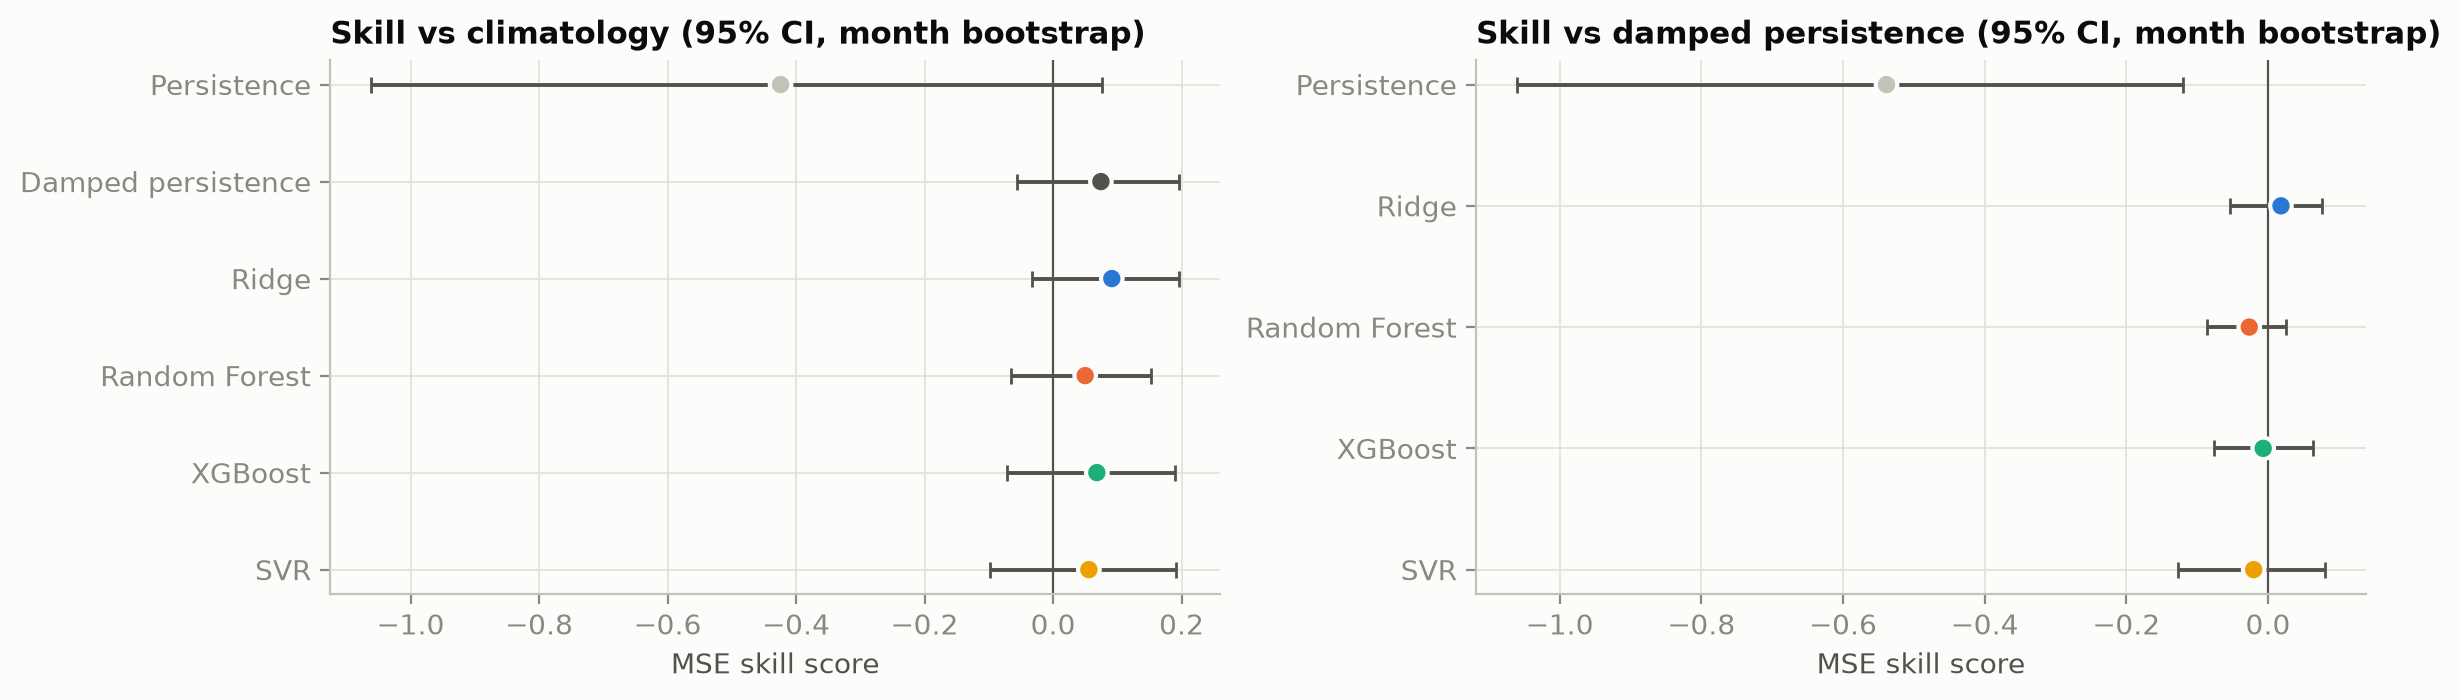 Skill vs climatology (95% CI, month bootstrap)
Persistence
Damped persistence
Ridge
Random Forest
XGBoost
SVR
−1.0 −0.8 −0.6 −0.4 −0.2 0.0 0.2
MSE skill score
Skill vs damped persistence (95% CI, month bootstrap)
Persistence
Ridge
Random Forest
XGBoost
SVR
−1.0 −0.8 −0.6 −0.4 −0.2 0.0
MSE skill score